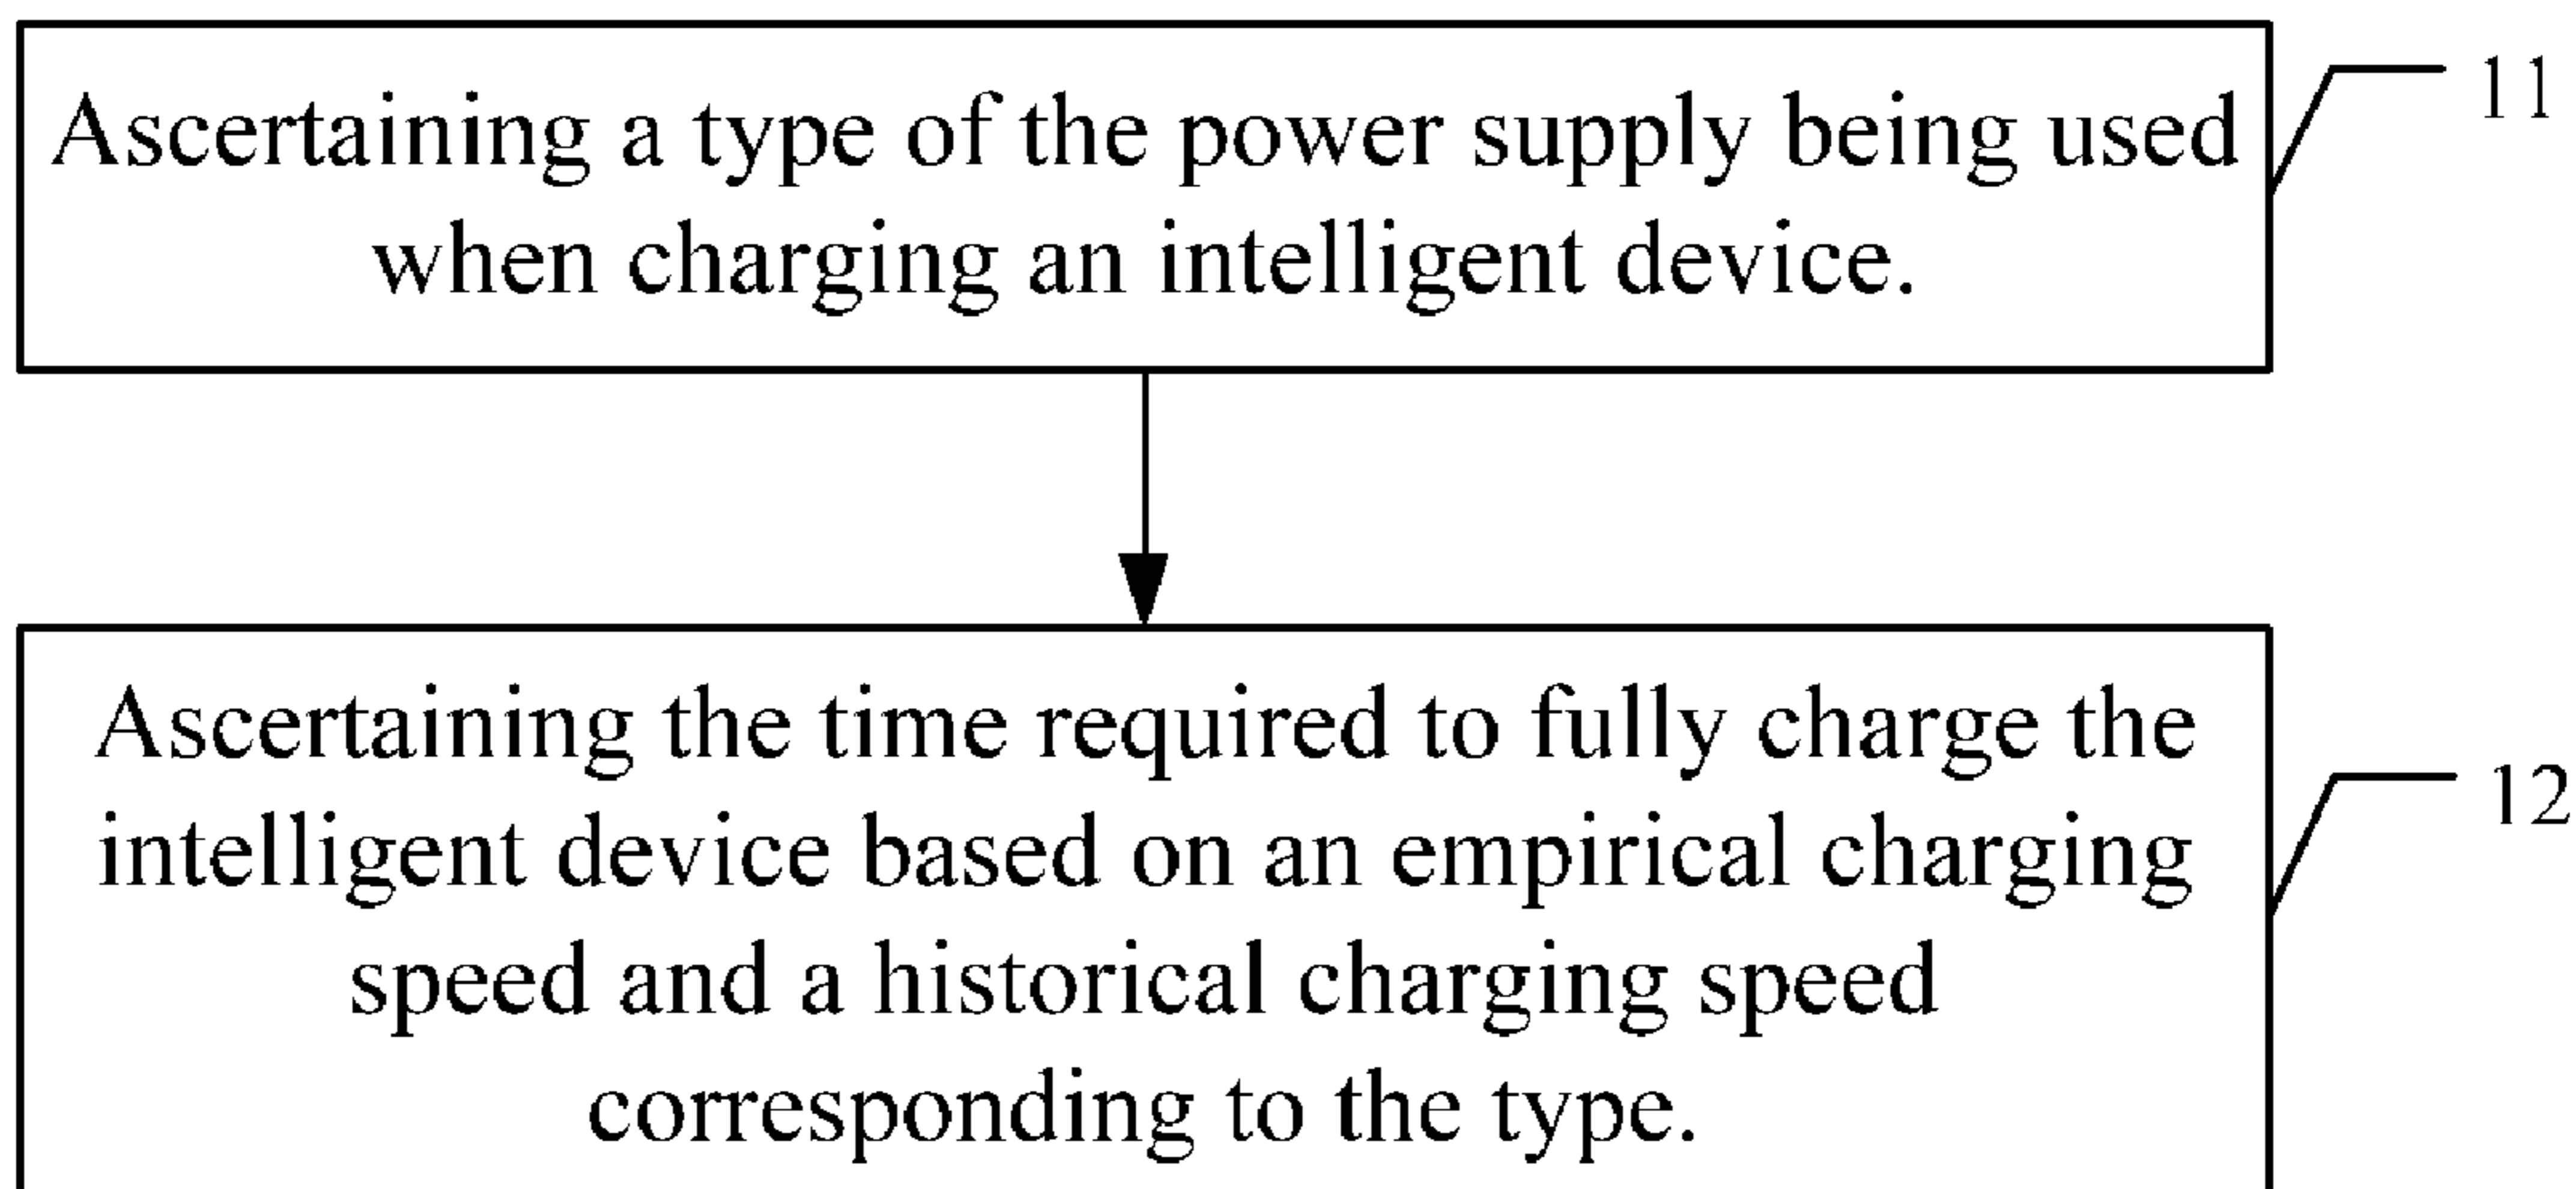 Ascertaining a type of the power supply being used
when charging an intelligent device.
11
Ascertaining the time required to fully charge the
intelligent device based on an empirical charging
speed and a historical charging speed
corresponding to the type.
12